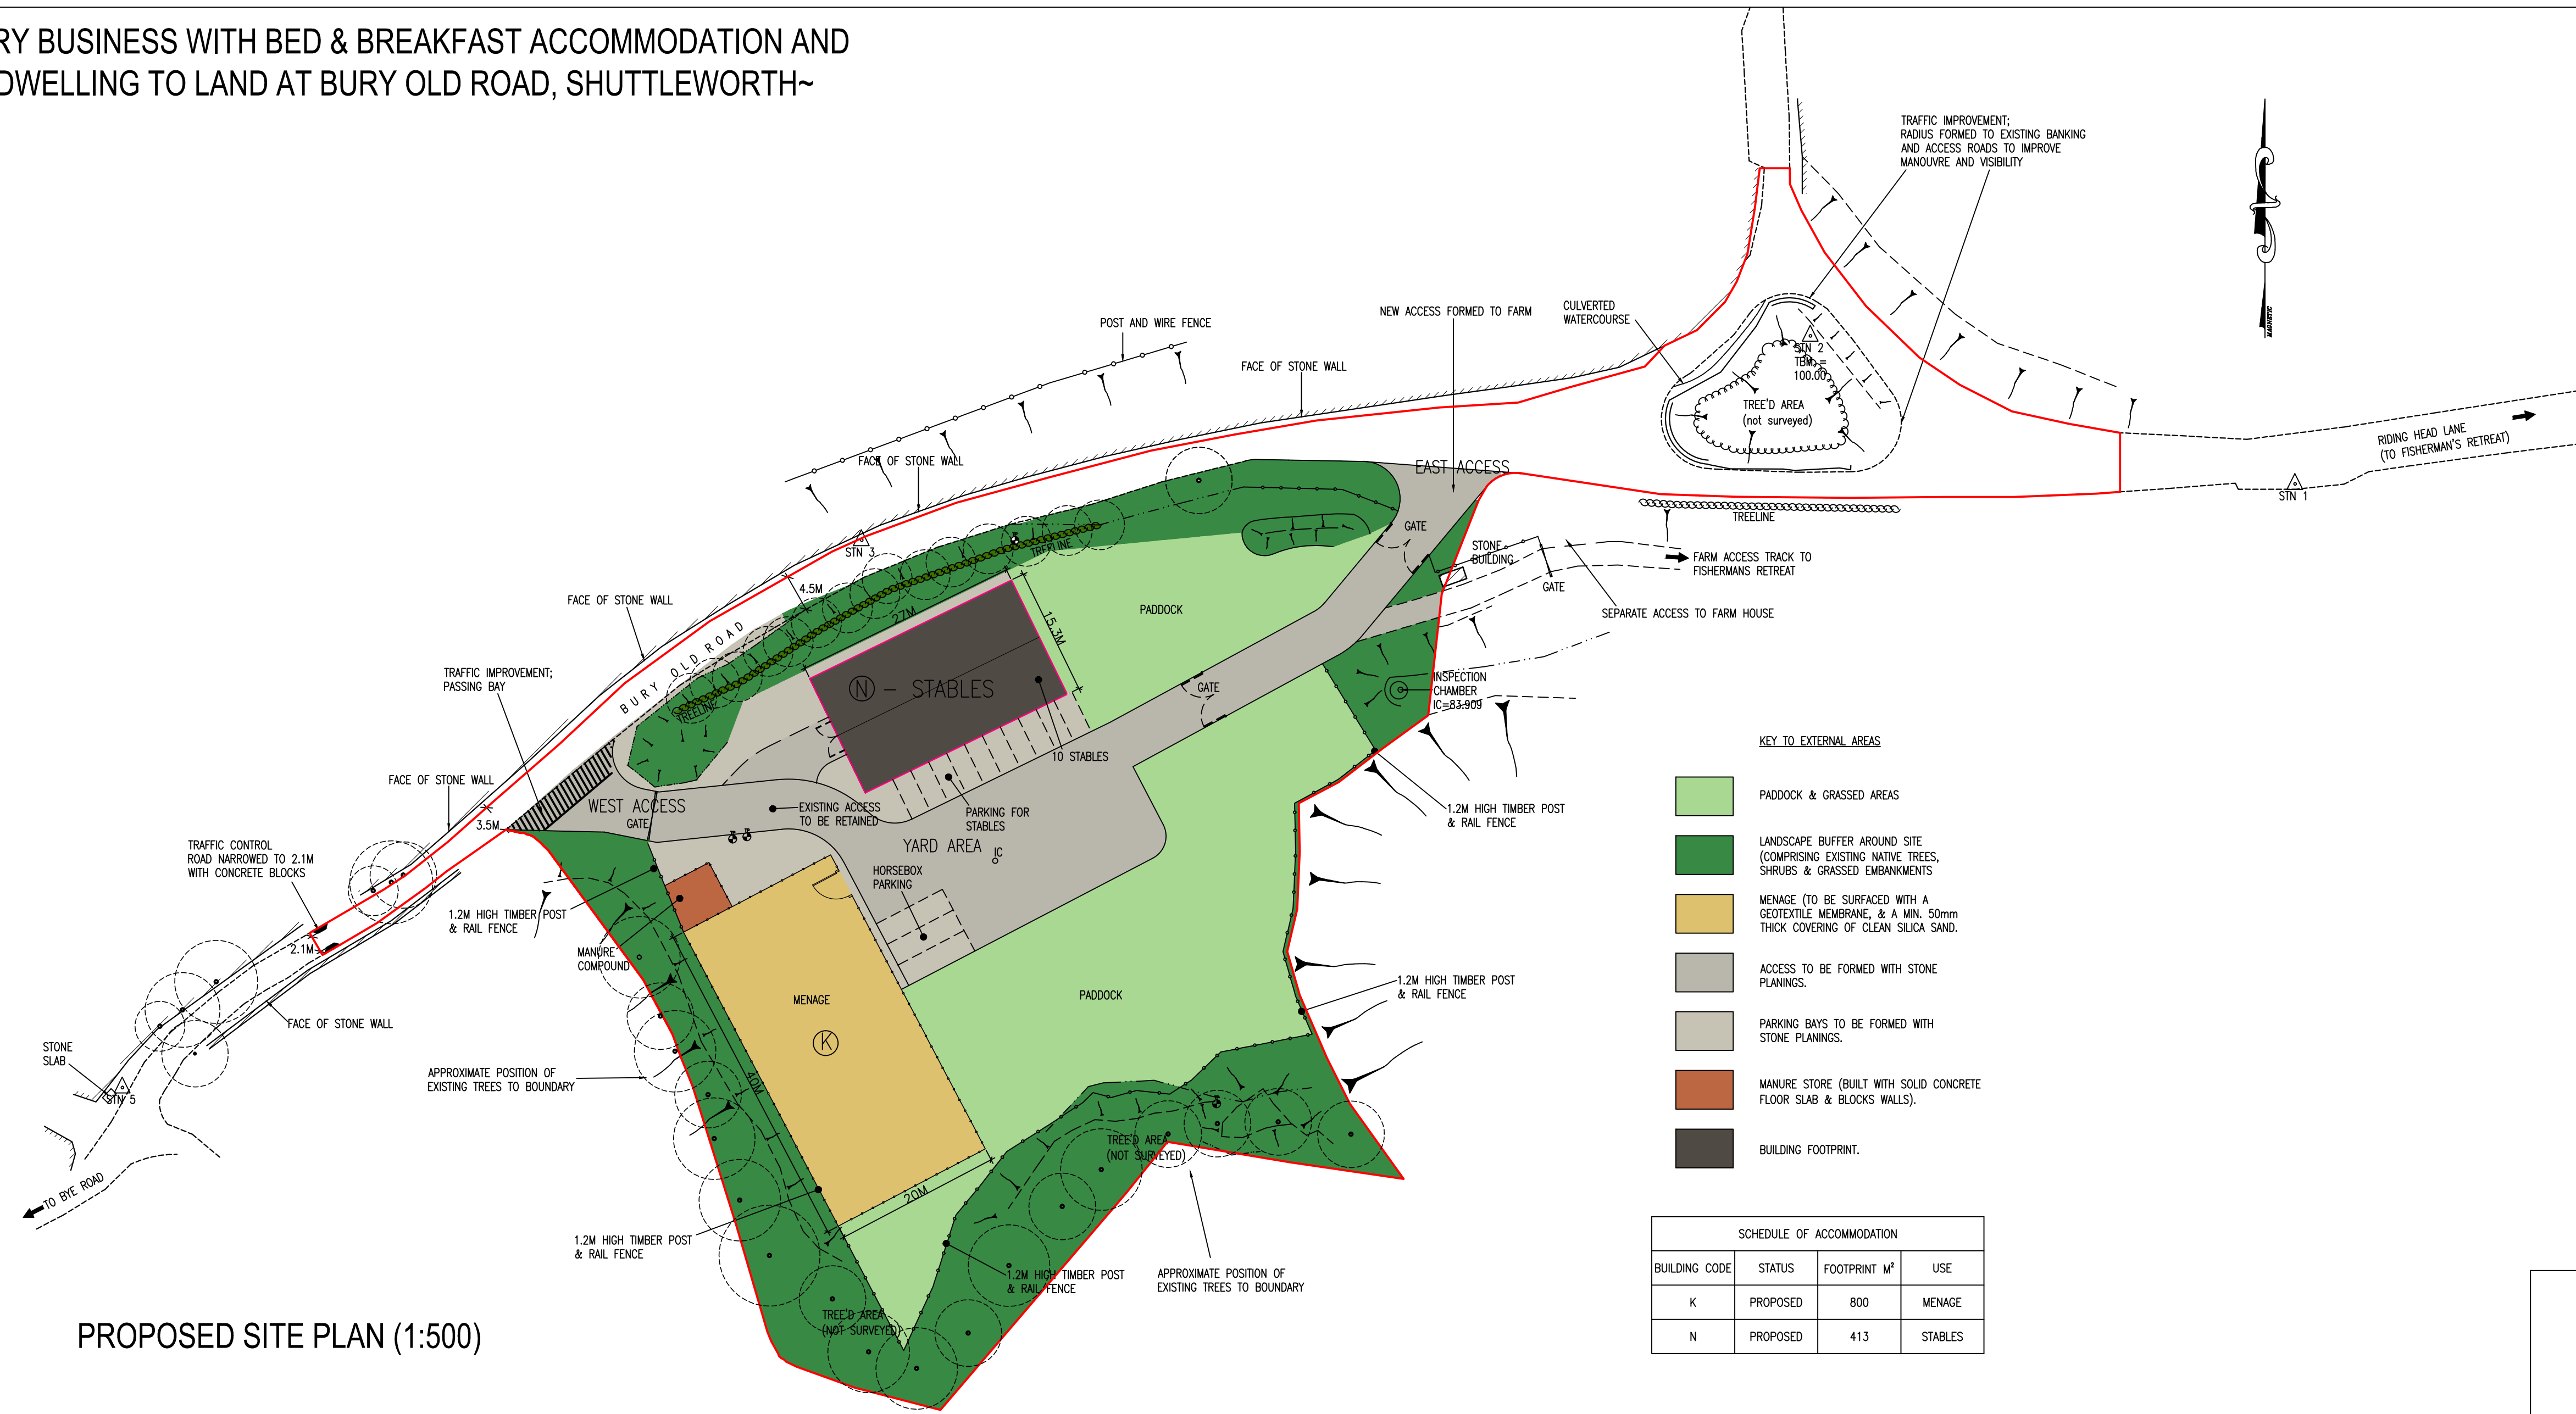 RY BUSINESS WITH BED & BREAKFAST ACCOMMODATION AND
DWELLING TO LAND AT BURY OLD ROAD, SHUTTLEWORTH~
TRAFFIC IMPROVEMENT;
RADIUS FORMED TO EXISTING BANKING
AND ACCESS ROADS TO IMPROVE
MANOUVRE AND VISIBILITY
MAGNETIC
CULVERTED
WATERCOURSE
NEW ACCESS FORMED TO FARM
POST AND WIRE FENCE
FACE OF STONE WALL
STN 2
TBM =
100.00
TREE'D AREA
(not surveyed)
RIDING HEAD LANE
(TO FISHERMAN'S RETREAT)
STN 1
FACE OF STONE WALL
EAST ACCESS
TREELINE
GATE
STONE
BUILDING
GATE
FARM ACCESS TRACK TO
FISHERMANS RETREAT
SEPARATE ACCESS TO FARM HOUSE
STN 3
TREELINE
4.5M
27M
15.3M
PADDOCK
FACE OF STONE WALL
BURY OLD ROAD
TREELINE
TRAFFIC IMPROVEMENT;
PASSING BAY
N - STABLES
GATE
INSPECTION
CHAMBER
IC=83.909
10 STABLES
FACE OF STONE WALL
WEST ACCESS
GATE
3.5M
EXISTING ACCESS
TO BE RETAINED
PARKING FOR
STABLES
YARD AREA
IC
1.2M HIGH TIMBER POST
& RAIL FENCE
TRAFFIC CONTROL
ROAD NARROWED TO 2.1M
WITH CONCRETE BLOCKS
HORSEBOX
PARKING
2.1M
1.2M HIGH TIMBER POST
& RAIL FENCE
MANURE
COMPOUND
FACE OF STONE WALL
MENAGE
K
PADDOCK
1.2M HIGH TIMBER POST
& RAIL FENCE
STONE
SLAB
STN 5
TO BYE ROAD
APPROXIMATE POSITION OF
EXISTING TREES TO BOUNDARY
40M
20M
TREE'D AREA
(NOT SURVEYED)
1.2M HIGH TIMBER POST
& RAIL FENCE
1.2M HIGH TIMBER POST
& RAIL FENCE
APPROXIMATE POSITION OF
EXISTING TREES TO BOUNDARY
TREE'D AREA
(NOT SURVEYED)
PROPOSED SITE PLAN (1:500)
KEY TO EXTERNAL AREAS
PADDOCK & GRASSED AREAS
LANDSCAPE BUFFER AROUND SITE
(COMPRISING EXISTING NATIVE TREES,
SHRUBS & GRASSED EMBANKMENTS
MENAGE (TO BE SURFACED WITH A
GEOTEXTILE MEMBRANE, & A MIN. 50mm
THICK COVERING OF CLEAN SILICA SAND.
ACCESS TO BE FORMED WITH STONE
PLANINGS.
PARKING BAYS TO BE FORMED WITH
STONE PLANINGS.
MANURE STORE (BUILT WITH SOLID CONCRETE
FLOOR SLAB & BLOCKS WALLS).
BUILDING FOOTPRINT.
SCHEDULE OF ACCOMMODATION
BUILDING CODE STATUS FOOTPRINT M² USE
K PROPOSED 800 MENAGE
N PROPOSED 413 STABLES